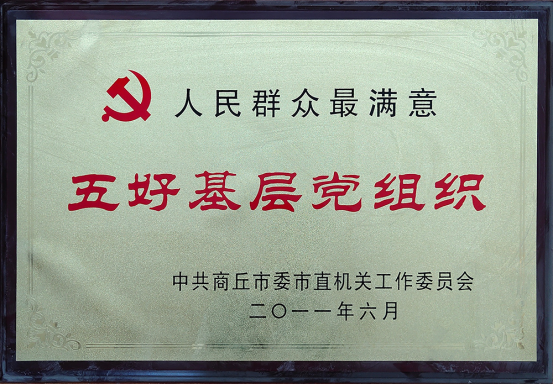 人民群众最满意
五好基层党组织
中共商丘市委市直机关工作委员会
二〇一一年六月